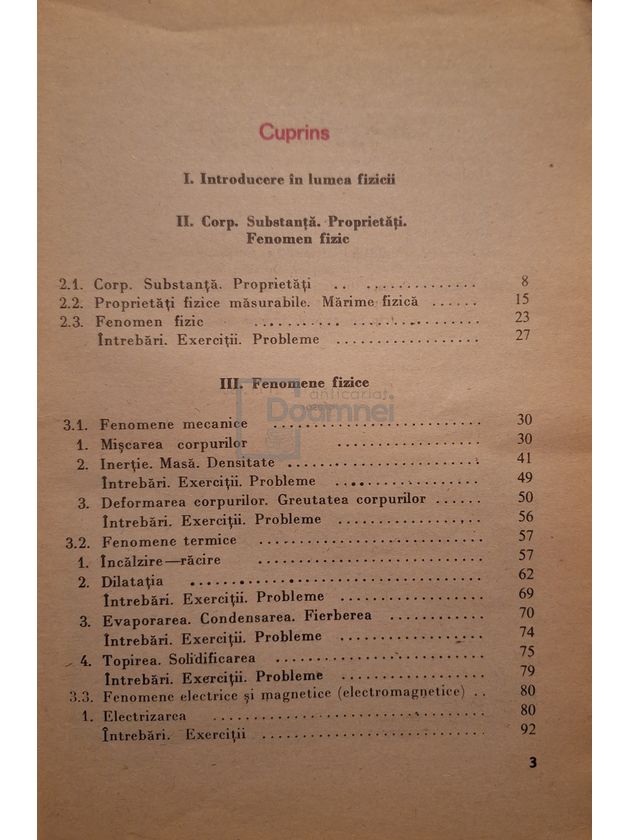 Cuprins
I. Introducere în lumea fizicii
II. Corp. Substanță. Proprietăți.
Fenomen fizic
2.1. Corp. Substanță. Proprietăți .. .............. 8
2.2. Proprietăți fizice măsurabile. Mărime fizică ...... 15
2.3. Fenomen fizic ............................ 23
Întrebări. Exerciții. Probleme .................. 27
III. Fenomene fizice
anticariat
Doamnei
3.1. Fenomene mecanice .......................... 30
1. Mișcarea corpurilor .................. 30
2. Inerție. Masă. Densitate ........................ 41
Întrebări. Exerciții. Probleme .................. 49
3. Deformarea corpurilor. Greutatea corpurilor ...... 50
Întrebări. Exerciții. Probleme .................. 56
3.2. Fenomene termice ............................ 57
1. Încălzire—răcire ............................ 57
2. Dilatația .................................... 62
Întrebări. Exerciții. Probleme .................. 69
3. Evaporarea. Condensarea. Fierberea ............ 70
Întrebări. Exerciții. Probleme .................. 74
4. Topirea. Solidificarea .......................... 75
Întrebări. Exerciții. Probleme .................. 79
3.3. Fenomene electrice și magnetice (electromagnetice) .. 80
1. Electrizarea .................................. 80
Întrebări. Exerciții ............................ 92
3